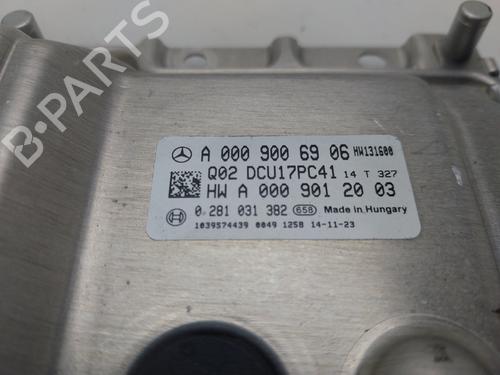 B-PARTS
A 000 900 69 06 HW131600
Q02 DCU17PC41 14 T 327
HW A 000 901 20 03
0 281 031 382 658 Made in Hungary
1039574439 0049 1258 14-11-23